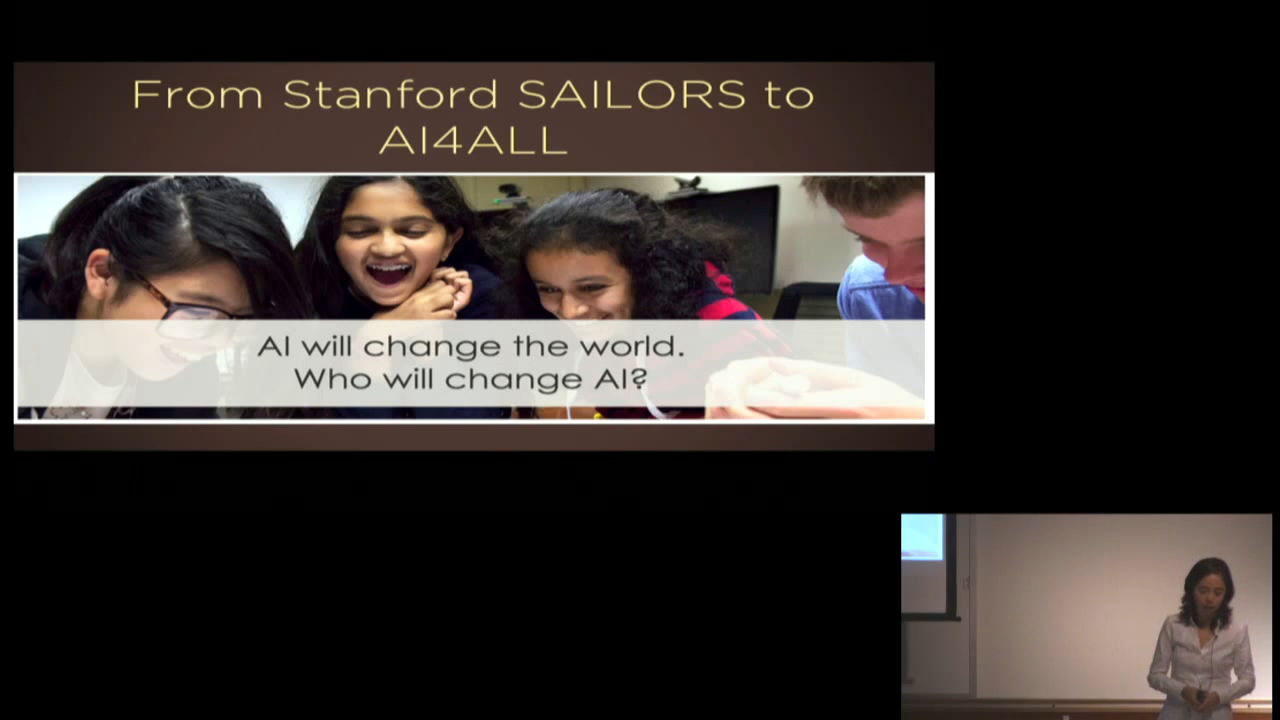 From Stanford SAILORS to
AI4ALL
AI will change the world.
Who will change AI?